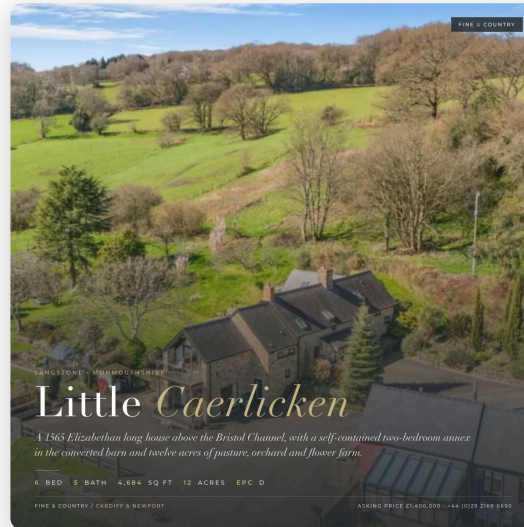 FINE & COUNTRY
LANGSTONE · MONMOUTHSHIRE
Little Caerlicken
A 1565 Elizabethan long house above the Bristol Channel, with a self-contained two-bedroom annex
in the converted barn and twelve acres of pasture, orchard and flower farm.
6 BED 5 BATH 4,684 SQ FT 12 ACRES EPC D
FINE & COUNTRY / CARDIFF & NEWPORT
ASKING PRICE £1,400,000 · +44 (0)29 2169 0690